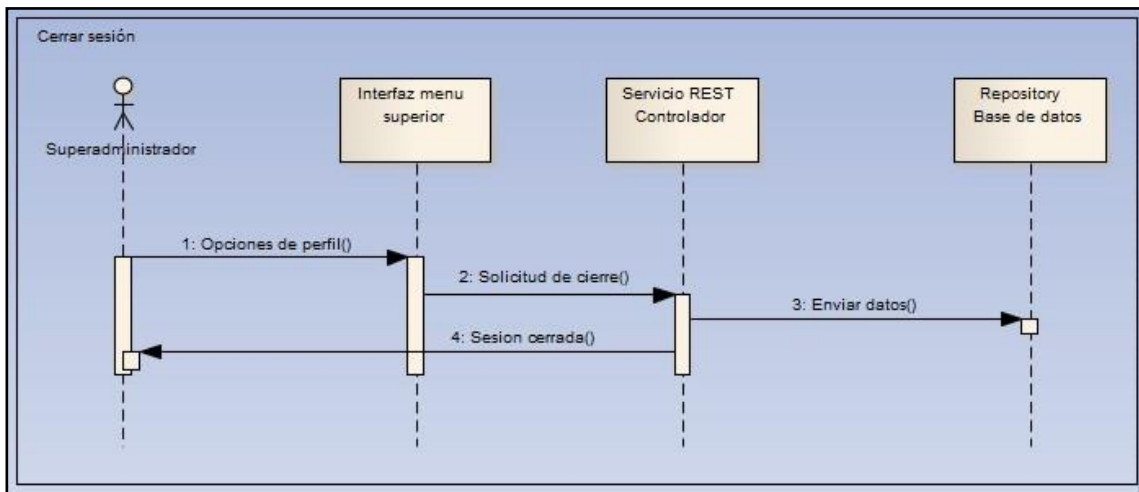 Cerrar sesión
Superadministrador
Interfaz menu
superior
Servicio REST
Controlador
Repository
Base de datos
1: Opciones de perfil()
2: Solicitud de cierre()
3: Enviar datos()
4: Sesion cerrada()